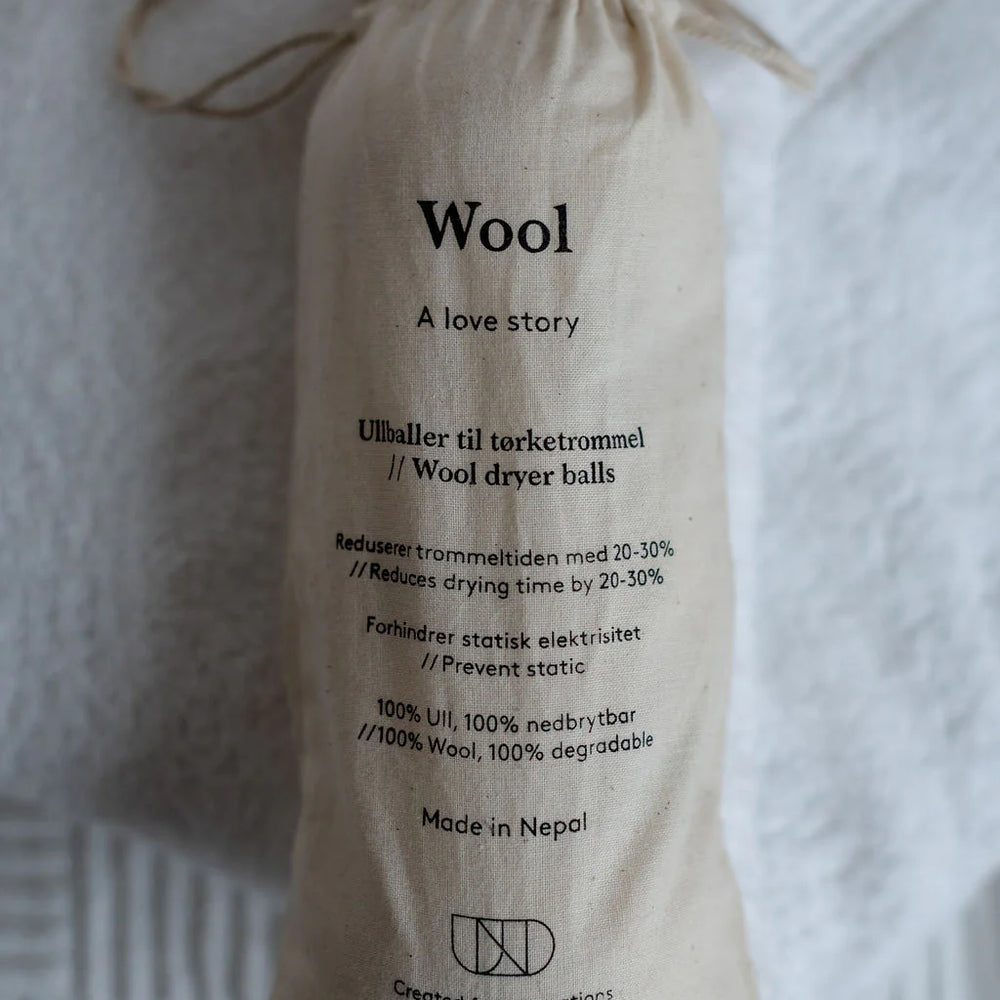 Wool
A love story
Ullballer til tørketrommel
// Wool dryer balls
Reduserer trommeltiden med 20-30%
//Reduces drying time by 20-30%
Forhindrer statisk elektrisitet
//Prevent static
100% Ull, 100% nedbrytbar
//100% Wool, 100% degradable
Made in Nepal
Created